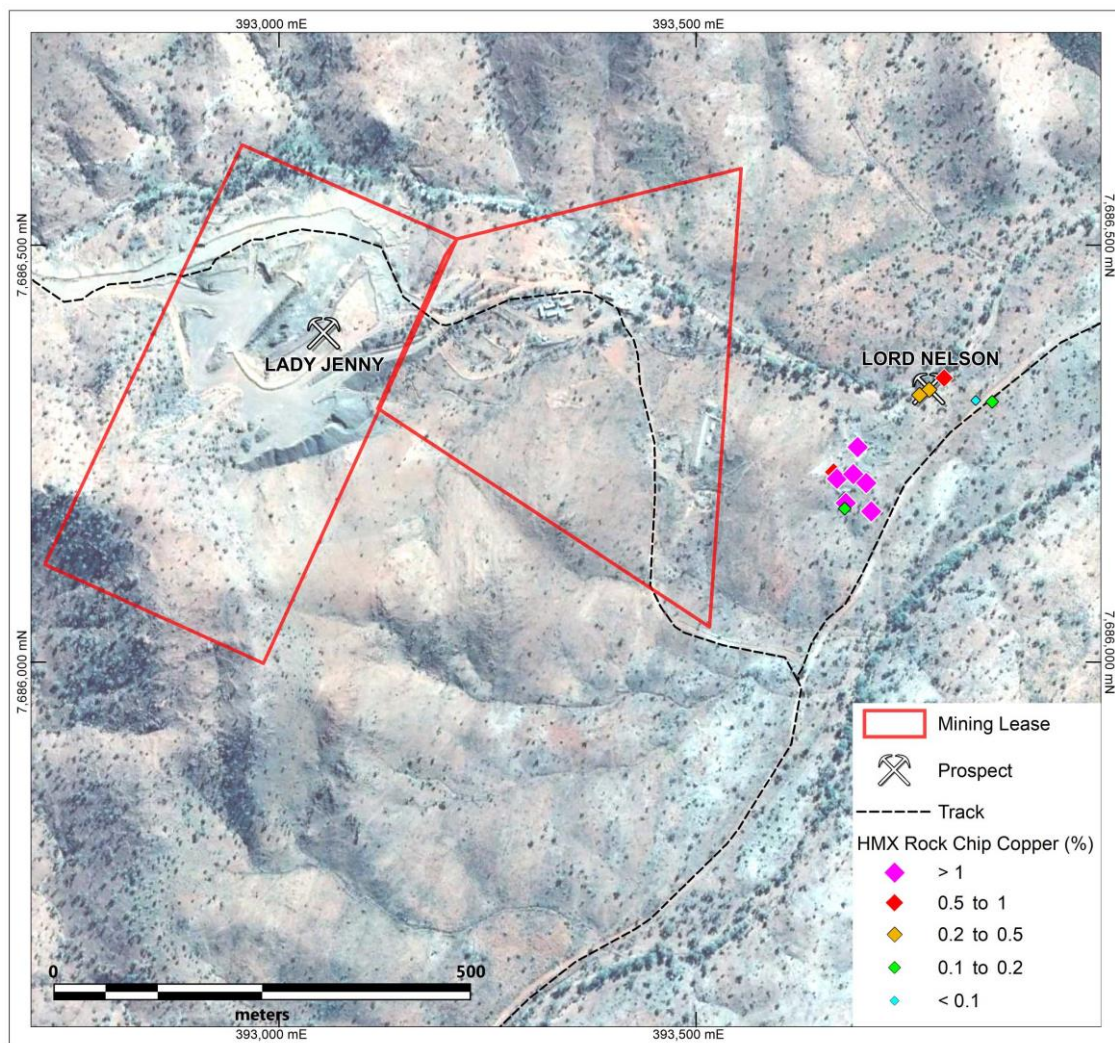 393,000 mE
393,500 mE
7,686,500 mN
7,686,500 mN
LORD NELSON
LADY JENNY
7,686,000 mN
7,686,000 mN
Mining Lease
Prospect
Track
HMX Rock Chip Copper (%)
> 1
0.5 to 1
0.2 to 0.5
0.1 to 0.2
< 0.1
0
500
meters
393,000 mE
393,500 mE